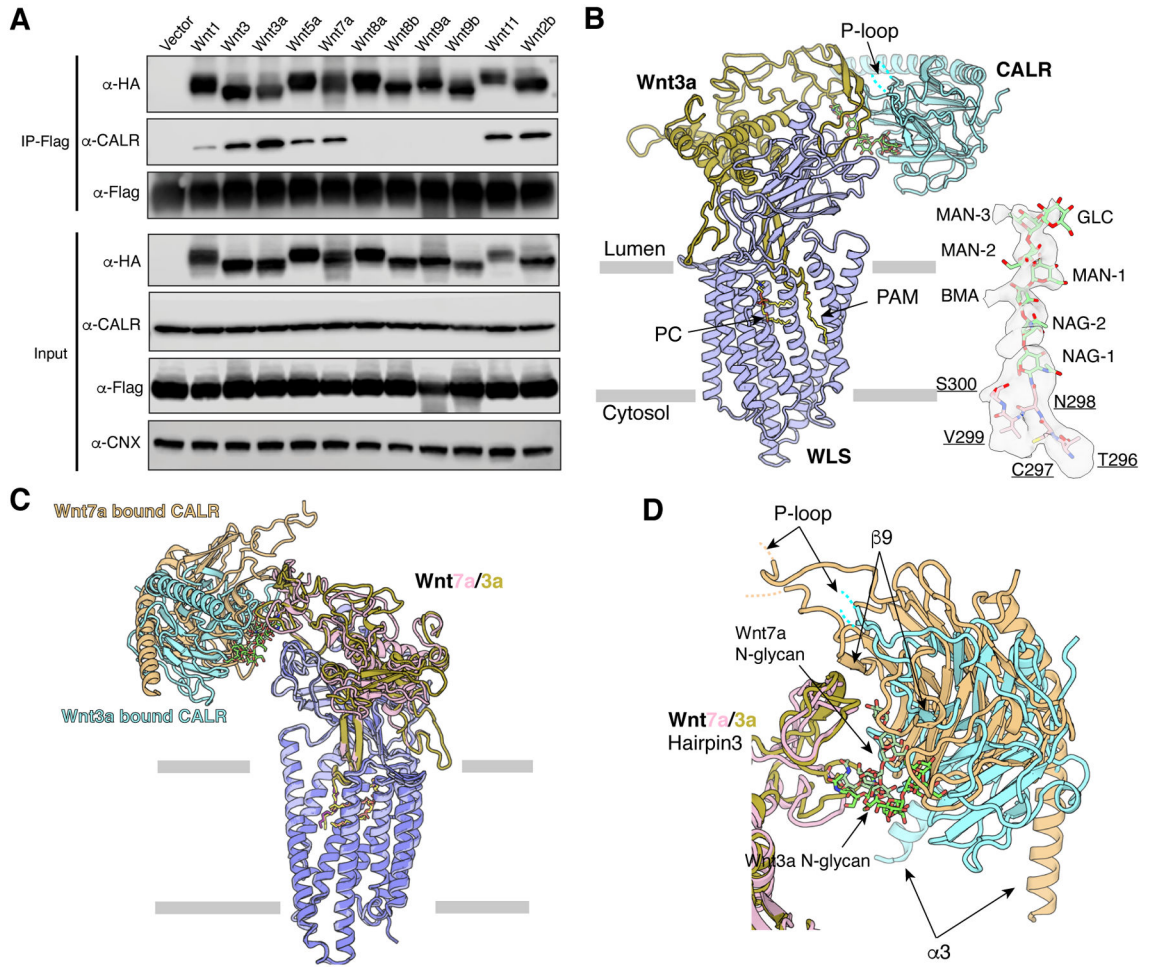 A
Vector
Wnt1
Wnt3
Wnt3a
Wnt5a
Wnt7a
Wnt8a
Wnt8b
Wnt9a
Wnt9b
Wnt11
Wnt2b
IP-Flag
α-HA
α-CALR
α-Flag
Input
α-HA
α-CALR
α-Flag
α-CNX
B
P-loop
Wnt3a
CALR
Lumen
PC
PAM
Cytosol
WLS
MAN-3
GLC
MAN-2
MAN-1
BMA
NAG-2
NAG-1
S300
N298
V299
C297
T296
C
Wnt7a bound CALR
Wnt7a/3a
Wnt3a bound CALR
D
P-loop
β9
Wnt7a
N-glycan
Wnt7a/3a
Hairpin3
Wnt3a N-glycan
α3